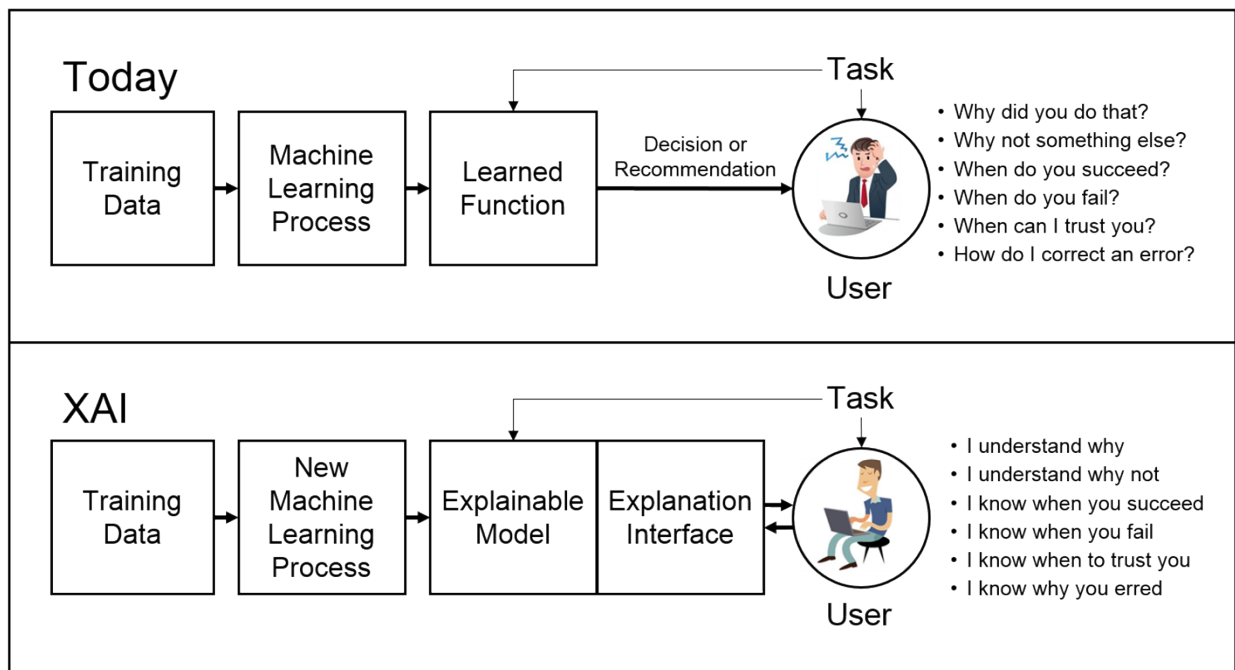 Today
Task
Training
Data
Machine
Learning
Process
Learned
Function
Decision or
Recommendation
User
• Why did you do that?
• Why not something else?
• When do you succeed?
• When do you fail?
• When can I trust you?
• How do I correct an error?
XAI
Task
Training
Data
New
Machine
Learning
Process
Explainable
Model
Explanation
Interface
User
• I understand why
• I understand why not
• I know when you succeed
• I know when you fail
• I know when to trust you
• I know why you erred